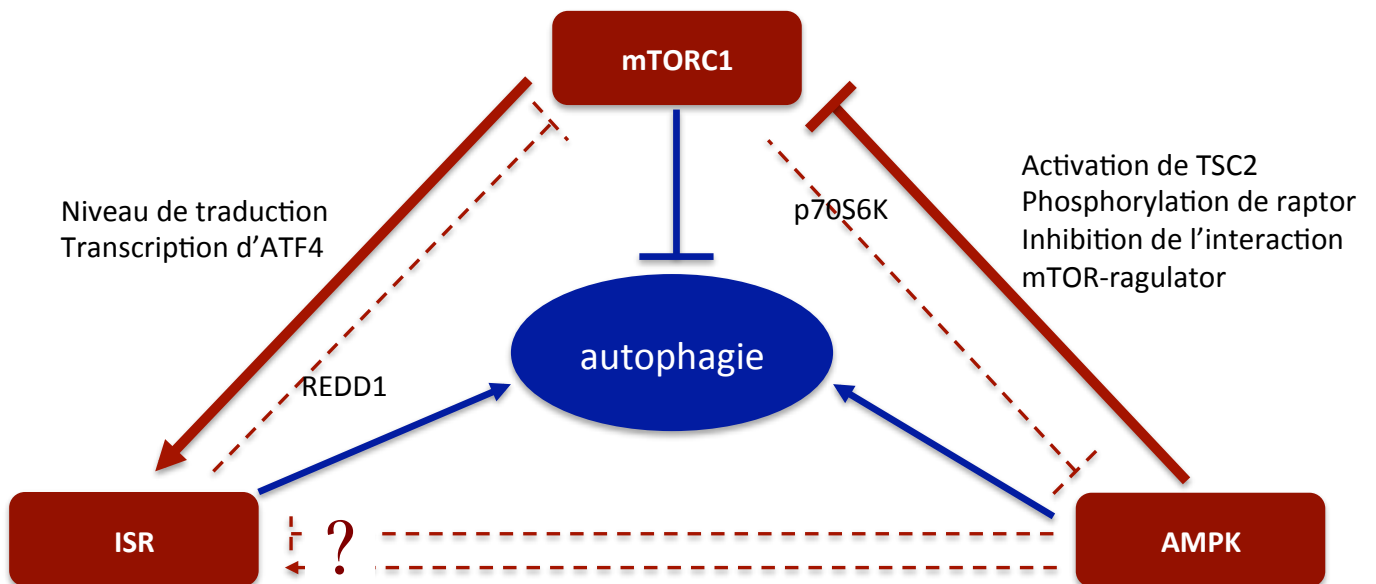 mTORC1
Niveau de traduction
Transcription d’ATF4
p70S6K
Activation de TSC2
Phosphorylation de raptor
Inhibition de l’interaction
mTOR-ragulator
autophagie
REDD1
ISR
?
AMPK